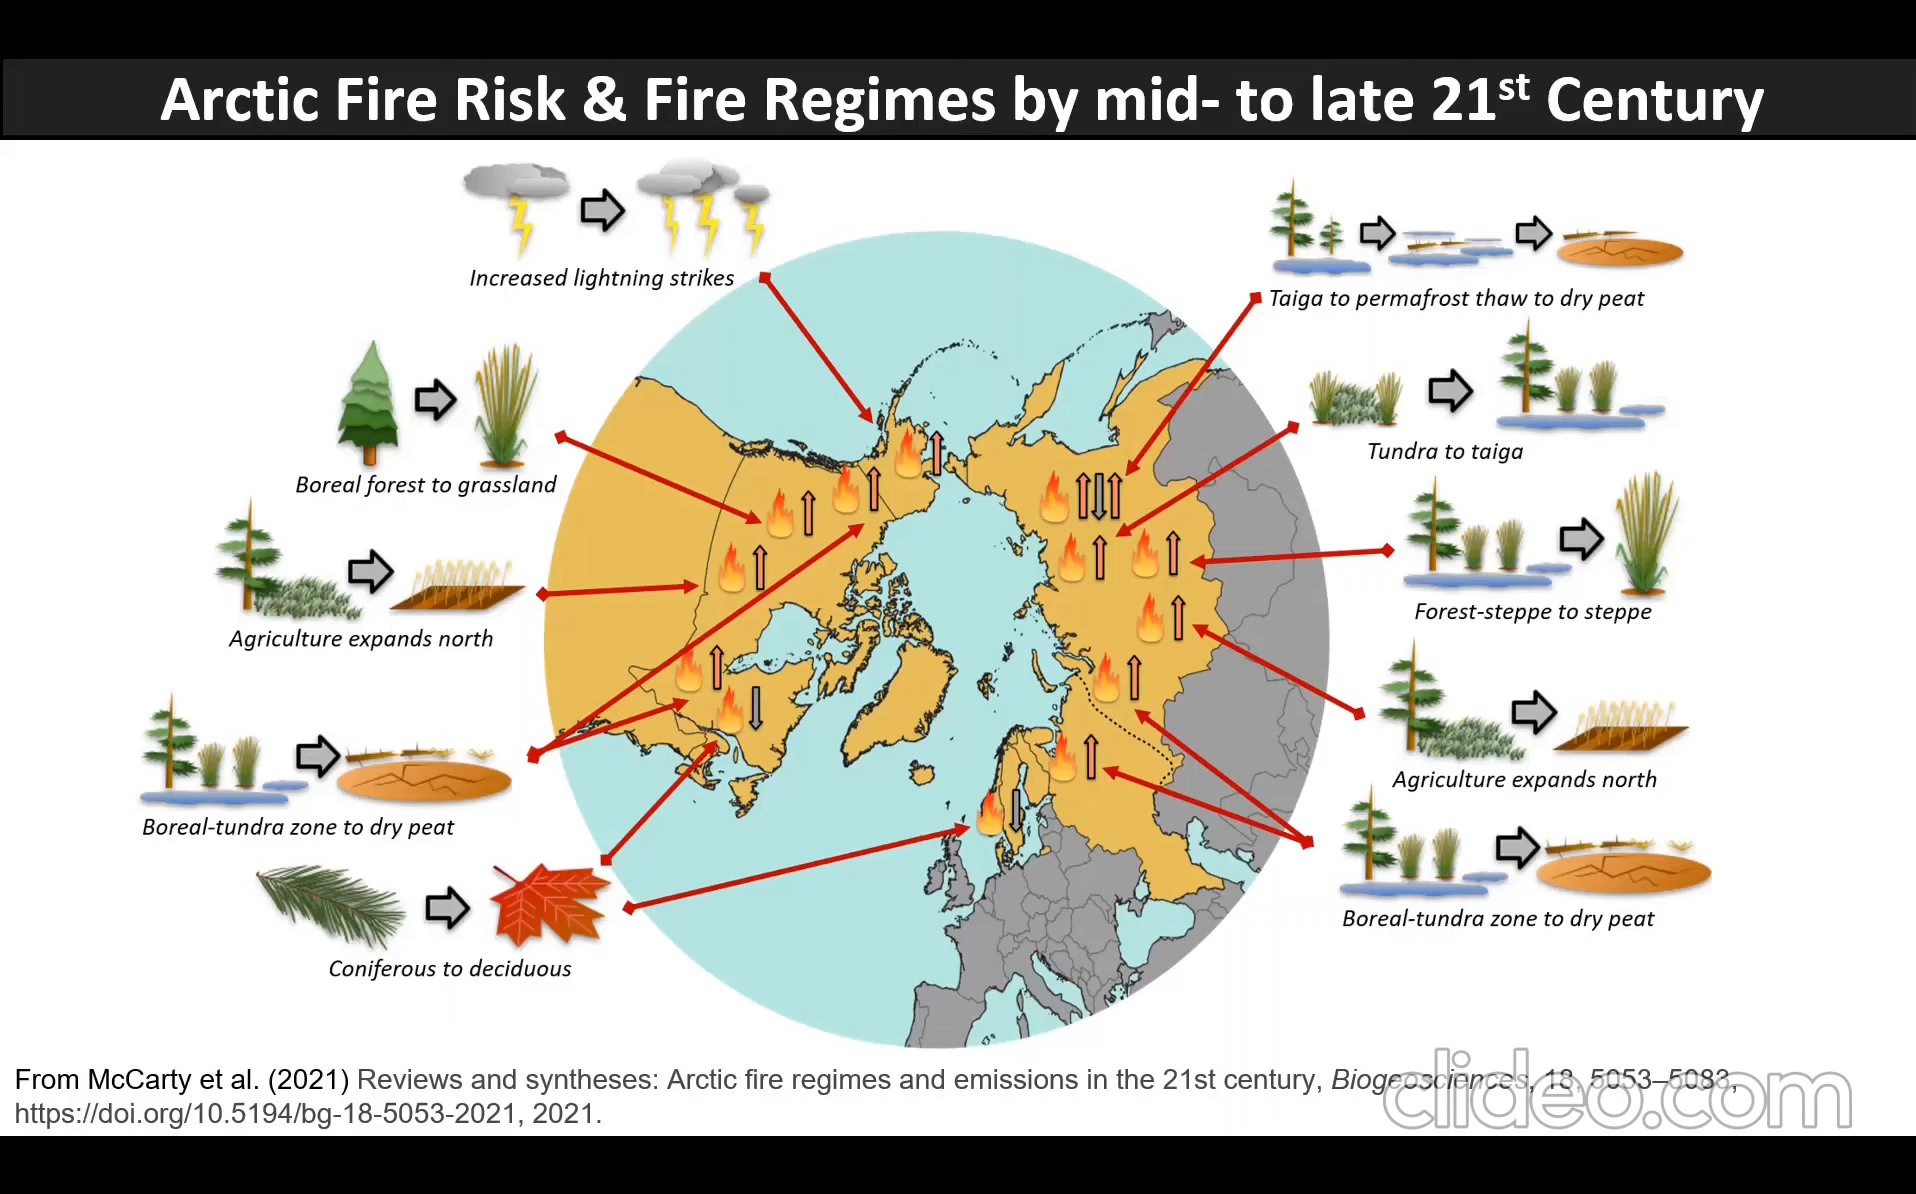 Arctic Fire Risk & Fire Regimes by mid- to late 21st Century
Increased lightning strikes
Taiga to permafrost thaw to dry peat
Boreal forest to grassland
Tundra to taiga
Agriculture expands north
Forest-steppe to steppe
Boreal-tundra zone to dry peat
Agriculture expands north
Coniferous to deciduous
Boreal-tundra zone to dry peat
From McCarty et al. (2021) Reviews and syntheses: Arctic fire regimes and emissions in the 21st century, Biogeosciences, 18, 5053–5083,
https://doi.org/10.5194/bg-18-5053-2021, 2021.
clideo.com